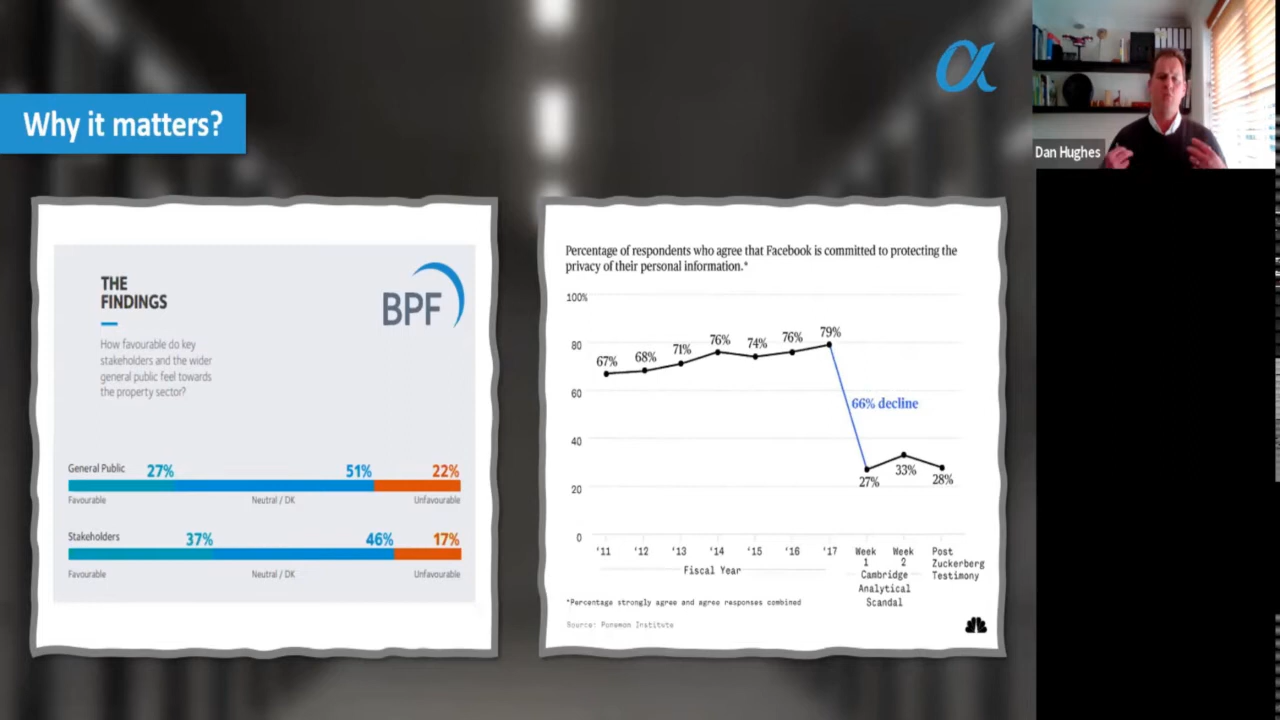 α
Why it matters?
Dan Hughes
THE
FINDINGS
BPF
How favourable do key
stakeholders and the wider
general public feel towards
the property sector?
General Public 27% 51% 22%
Favourable Neutral / DK Unfavourable
Stakeholders 37% 46% 17%
Favourable Neutral / DK Unfavourable
Percentage of respondents who agree that Facebook is committed to protecting the
privacy of their personal information.*
100%
80
60
40
20
0
67% 68% 71% 76% 74% 76% 79%
66% decline
27% 33% 28%
'11 '12 '13 '14 '15 '16 '17 Week Week Post
1 2 Zuckerberg
Fiscal Year Cambridge Testimony
Analytical
Scandal
*Percentage strongly agree and agree responses combined
Source: Ponemon Institute